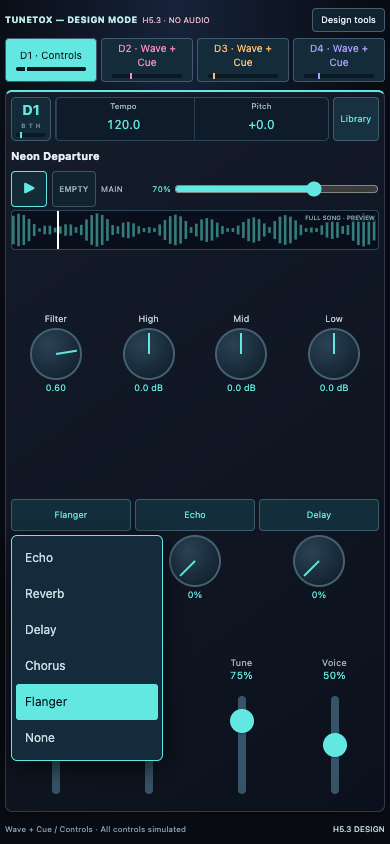 TUNETOX – DESIGN MODE H5.3 · NO AUDIO
Design tools
D1 · Controls
D2 · Wave +
Cue
D3 · Wave +
Cue
D4 · Wave +
Cue
D1
B T H
Tempo
120.0
Pitch
+0.0
Library
Neon Departure
EMPTY
MAIN
70%
FULL SONG · PREVIEW
Filter
High
Mid
Low
0.60
0.0 dB
0.0 dB
0.0 dB
Flanger
Echo
Delay
0%
0%
Echo
Reverb
Delay
Chorus
Flanger
None
Tune
75%
Voice
50%
Wave + Cue / Controls · All controls simulated
H5.3 DESIGN